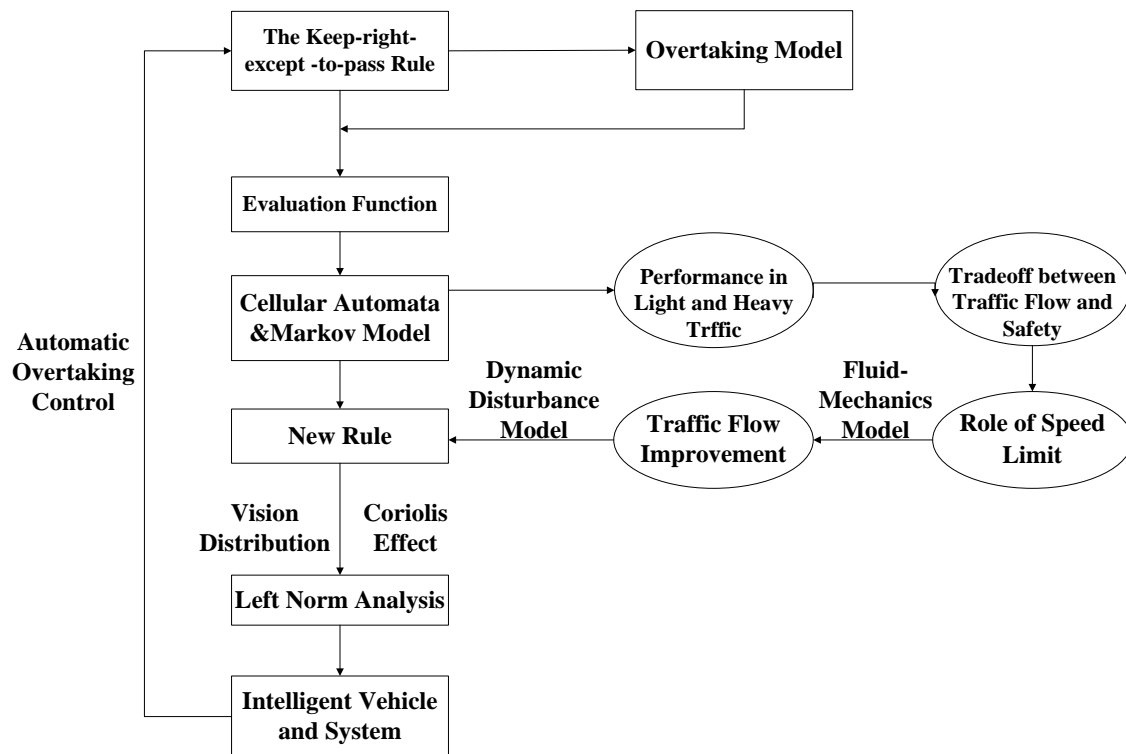 The Keep-right-
except -to-pass Rule
Overtaking Model
Evaluation Function
Cellular Automata
&Markov Model
Performance in
Light and Heavy
Trffic
Tradeoff between
Traffic Flow and
Safety
Automatic
Overtaking
Control
New Rule
Dynamic
Disturbance
Model
Traffic Flow
Improvement
Fluid-
Mechanics
Model
Role of Speed
Limit
Vision
Distribution
Coriolis
Effect
Left Norm Analysis
Intelligent Vehicle
and System